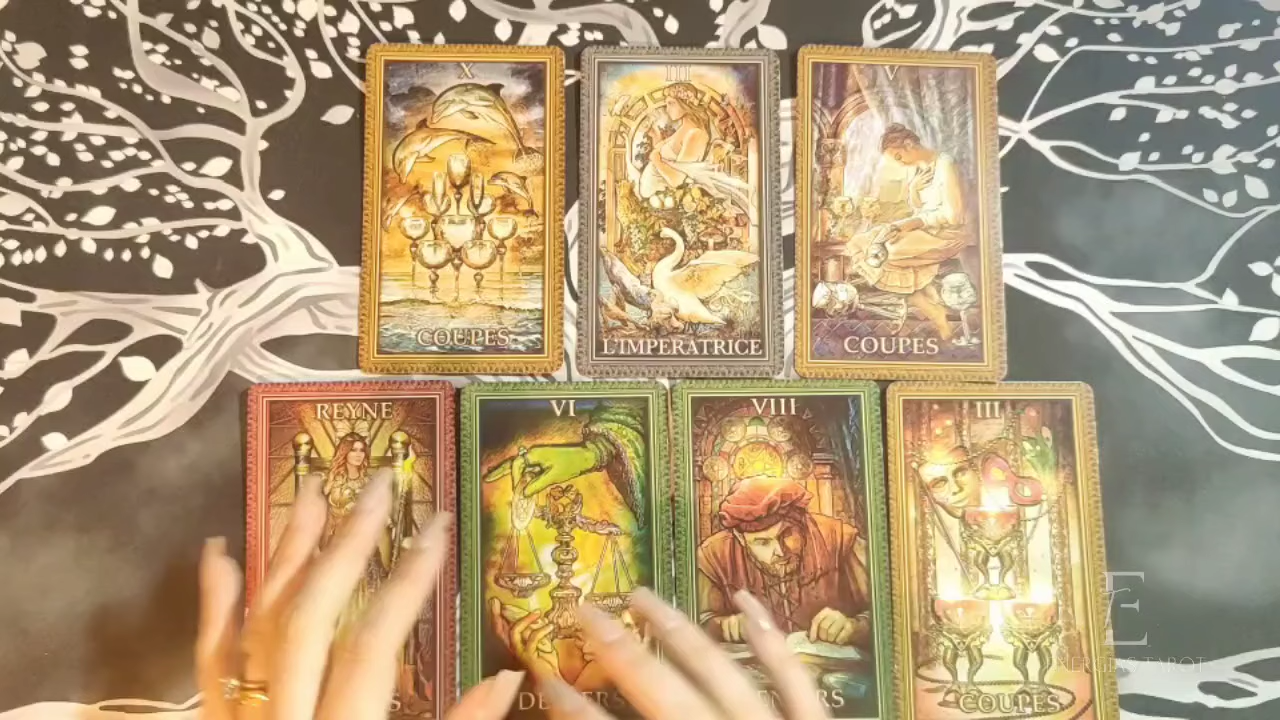 X
COUPES
III
L'IMPERATRICE
V
COUPES
REYNE
VI
VIII
III
COUPES
E